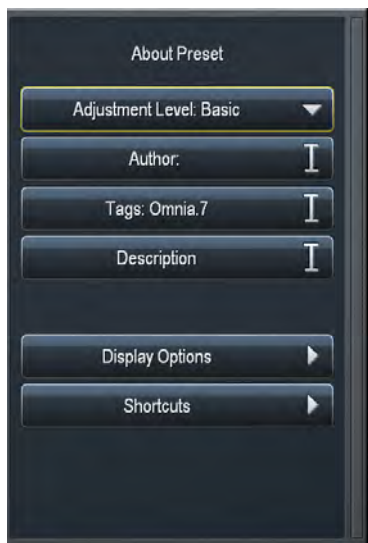 About Preset
Adjustment Level: Basic
Author:
Tags: Omnia.7
Description
Display Options
Shortcuts